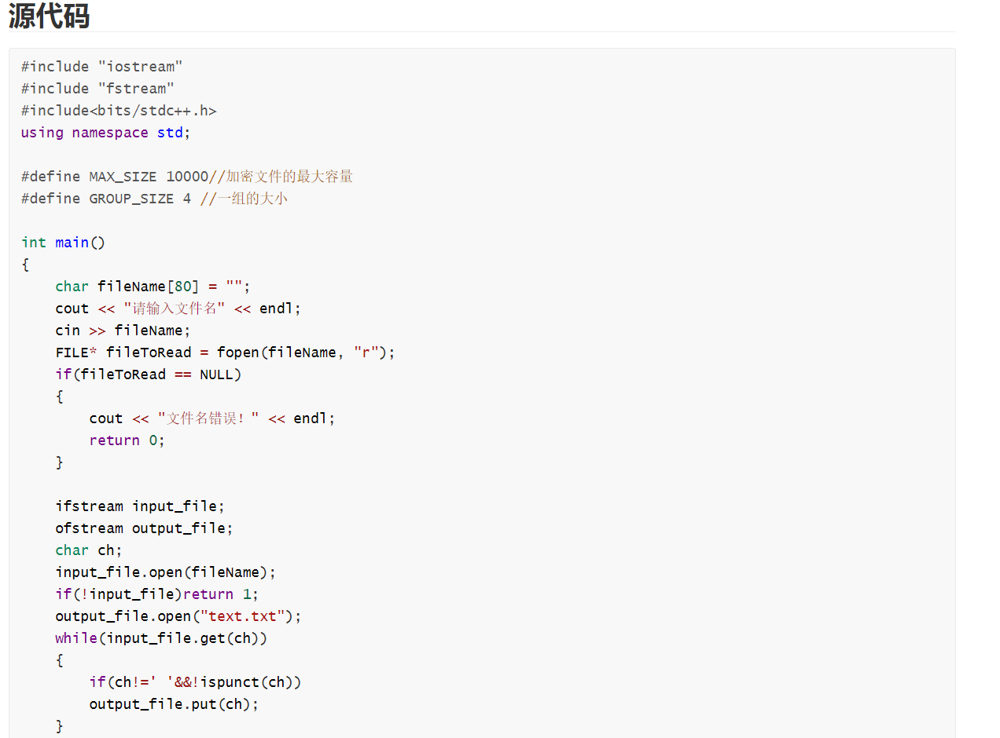 源代码
#include "iostream"
#include "fstream"
#include<bits/stdc++.h>
using namespace std;
#define MAX_SIZE 10000//加密文件的最大容量
#define GROUP_SIZE 4 //一组的大小
int main()
{
    char fileName[80] = "";
    cout << "请输入文件名" << endl;
    cin >> fileName;
    FILE* fileToRead = fopen(fileName, "r");
    if(fileToRead == NULL)
    {
        cout << "文件名错误！" << endl;
        return 0;
    }
    ifstream input_file;
    ofstream output_file;
    char ch;
    input_file.open(fileName);
    if(!input_file)return 1;
    output_file.open("text.txt");
    while(input_file.get(ch))
    {
        if(ch!=' '&&!ispunct(ch))
        output_file.put(ch);
    }